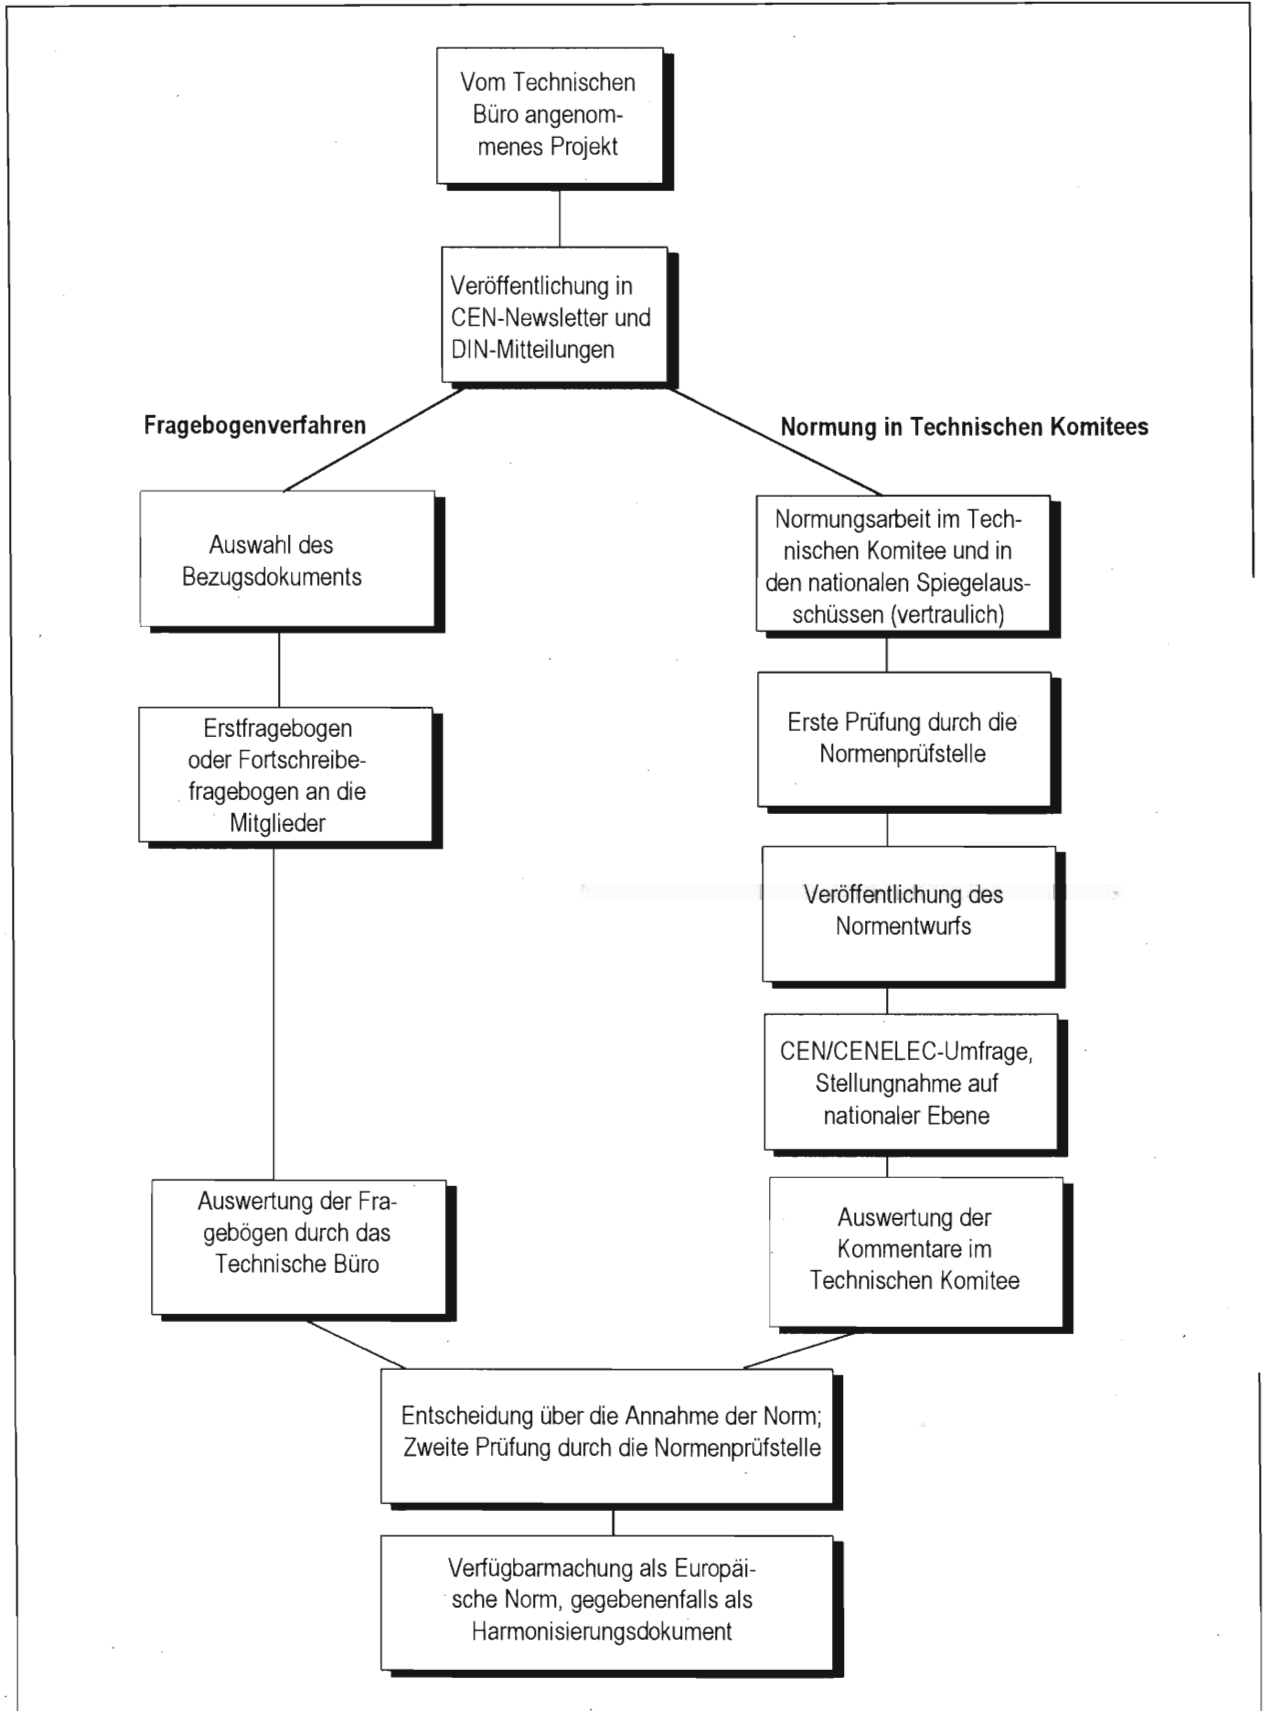 Vom Technischen
Büro angenom-
menes Projekt
Veröffentlichung in
CEN-Newsletter und
DIN-Mitteilungen
Fragebogenverfahren
Normung in Technischen Komitees
Auswahl des
Bezugsdokuments
Erstfragebogen
oder Fortschreibe-
fragebogen an die
Mitglieder
Auswertung der Fra-
gebögen durch das
Technische Büro
Normungsarbeit im Tech-
nischen Komitee und in
den nationalen Spiegelaus-
schüssen (vertraulich)
Erste Prüfung durch die
Normenprüfstelle
Veröffentlichung des
Normentwurfs
CEN/CENELEC-Umfrage,
Stellungnahme auf
nationaler Ebene
Auswertung der
Kommentare im
Technischen Komitee
Entscheidung über die Annahme der Norm;
Zweite Prüfung durch die Normenprüfstelle
Verfügbarmachung als Europäi-
sche Norm, gegebenenfalls als
Harmonisierungsdokument